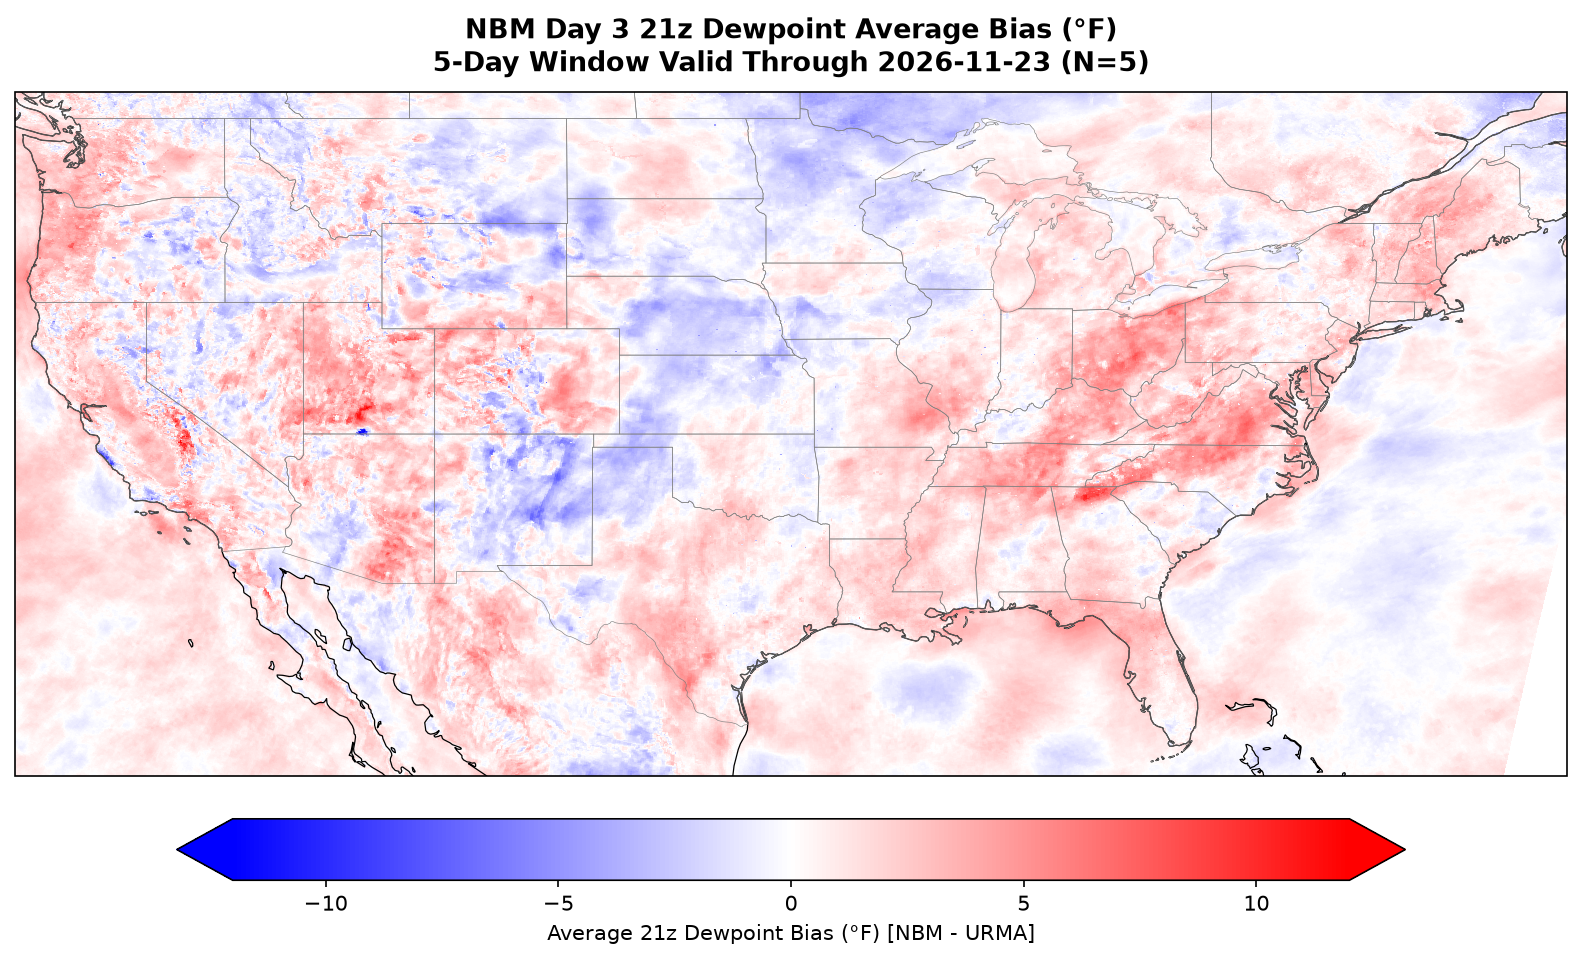 NBM Day 3 21z Dewpoint Average Bias (°F)
5-Day Window Valid Through 2026-11-23 (N=5)
−10 −5 0 5 10
Average 21z Dewpoint Bias (°F) [NBM - URMA]